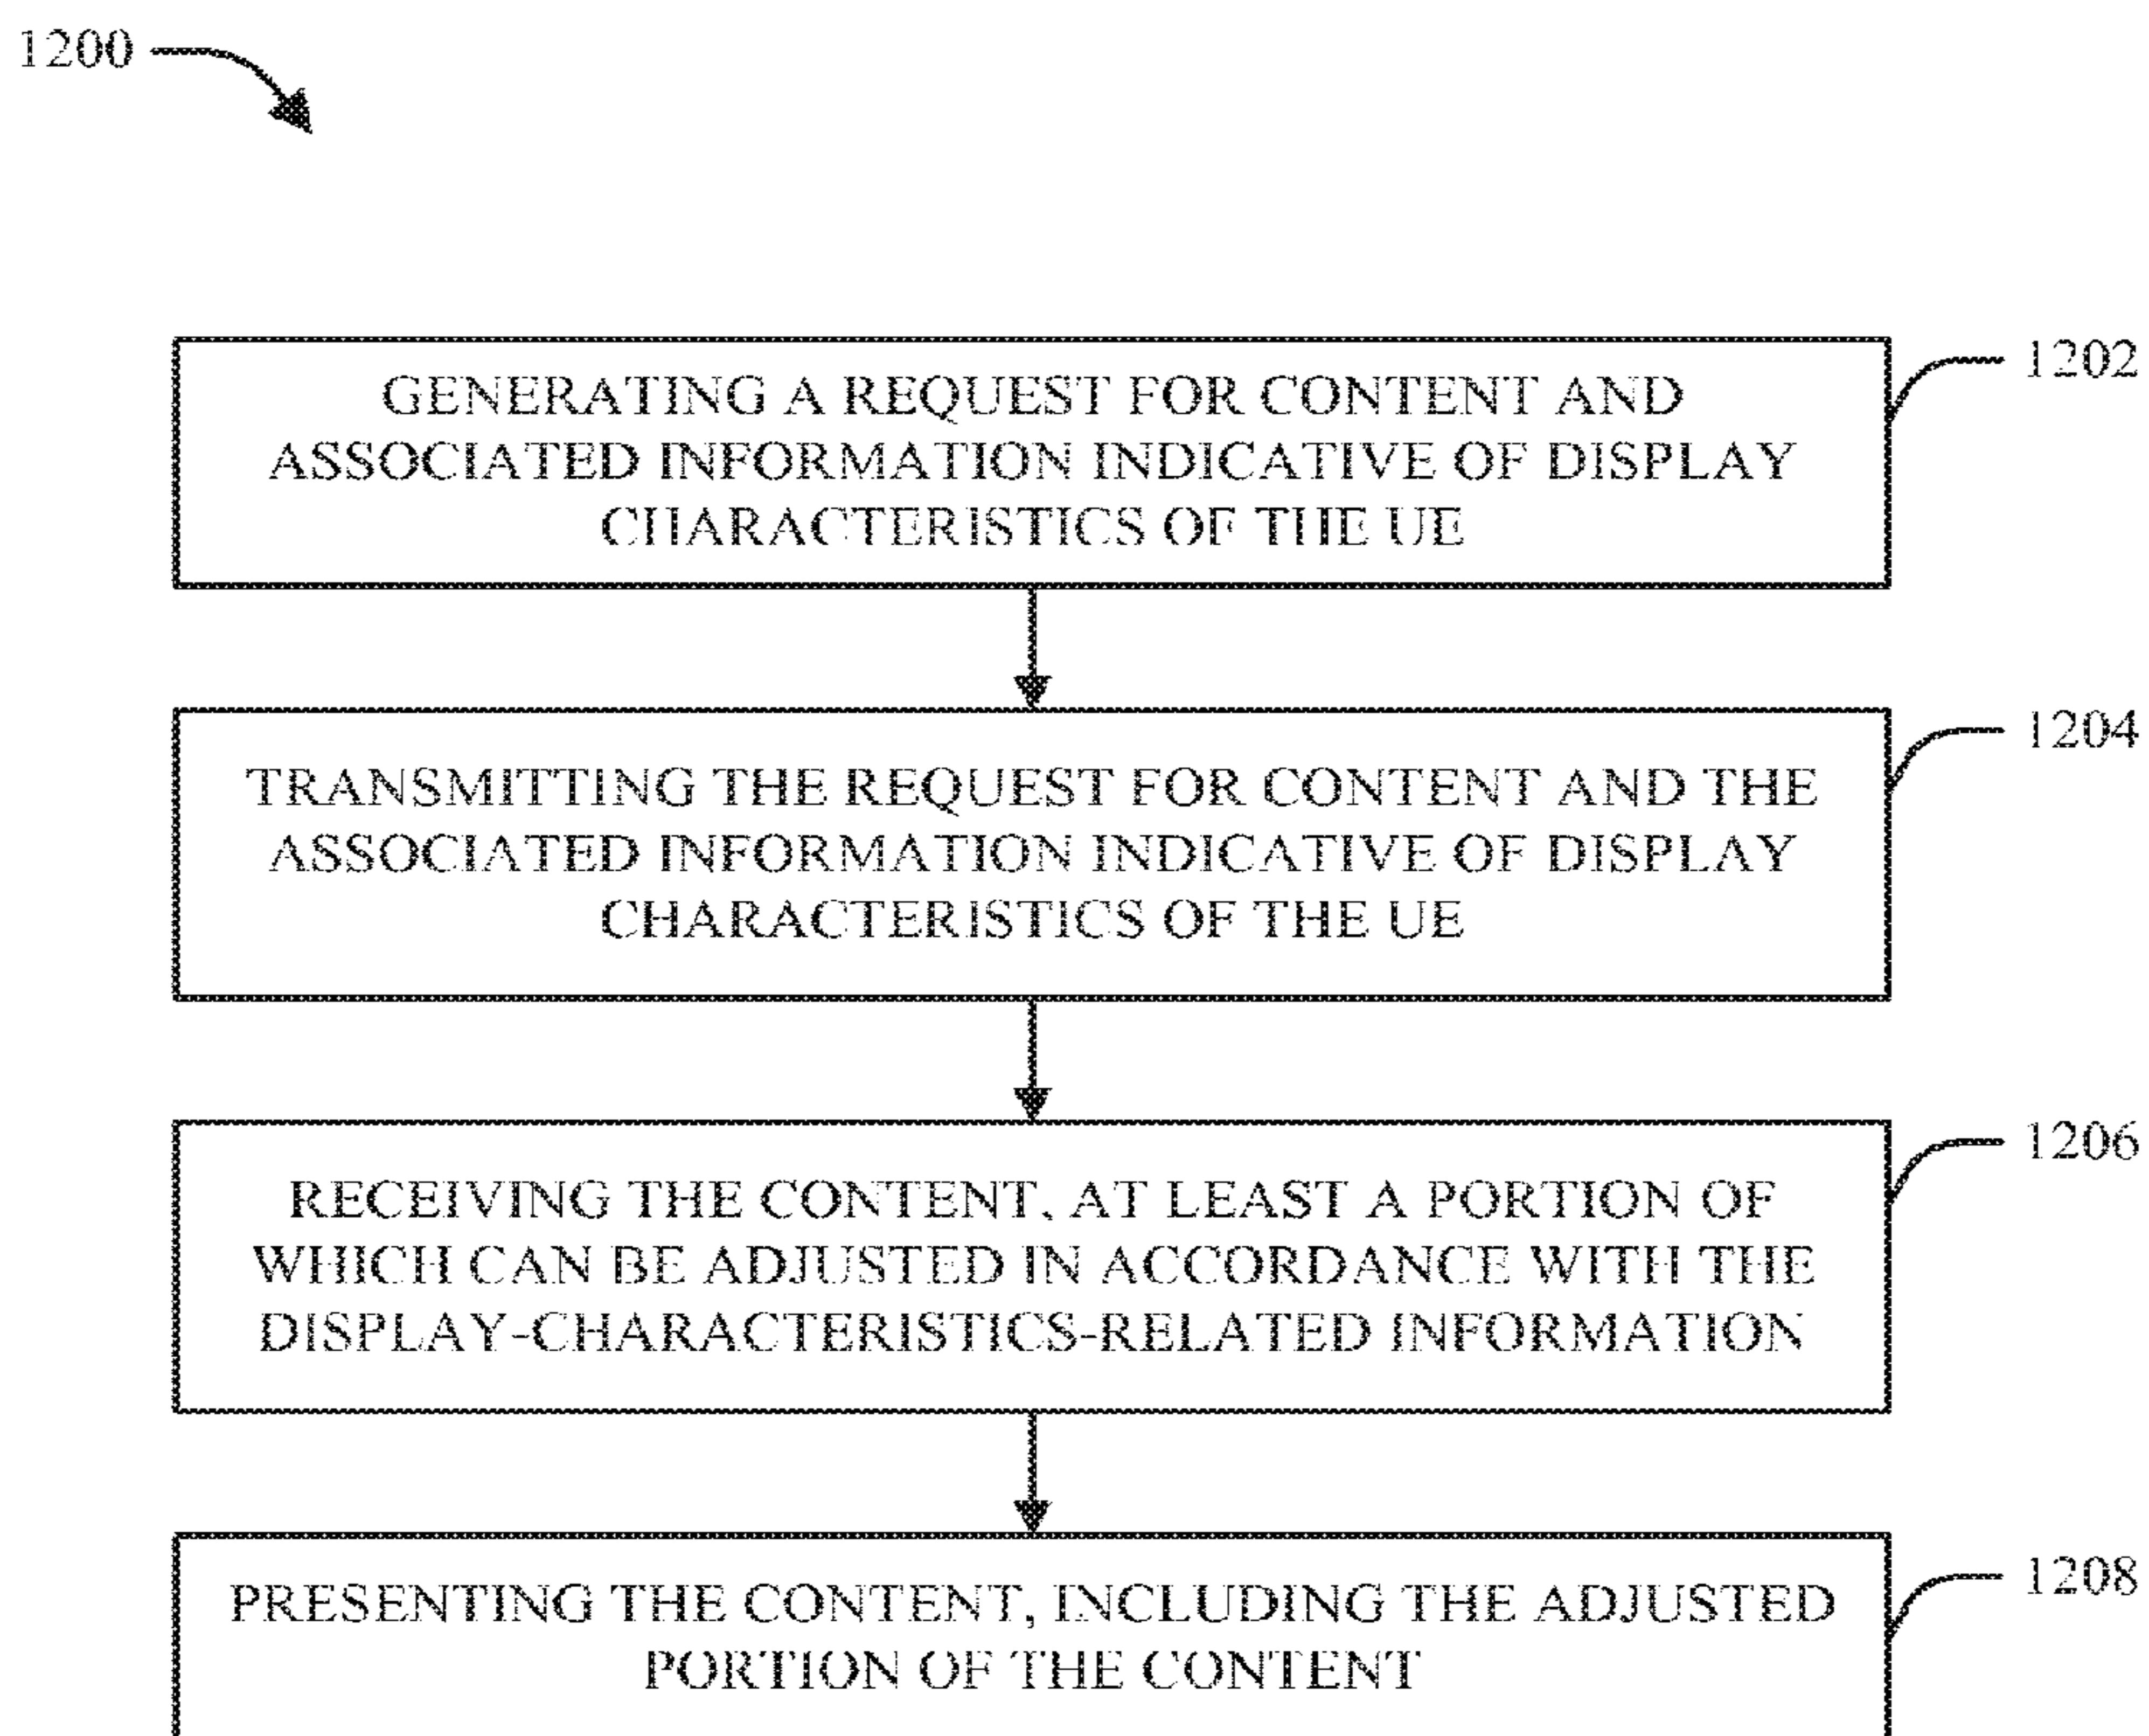 1200
1202
GENERATING A REQUEST FOR CONTENT AND
ASSOCIATED INFORMATION INDICATIVE OF DISPLAY
CHARACTERISTICS OF THE UE
1204
TRANSMITTING THE REQUEST FOR CONTENT AND THE
ASSOCIATED INFORMATION INDICATIVE OF DISPLAY
CHARACTERISTICS OF THE UE
1206
RECEIVING THE CONTENT, AT LEAST A PORTION OF
WHICH CAN BE ADJUSTED IN ACCORDANCE WITH THE
DISPLAY-CHARACTERISTICS-RELATED INFORMATION
1208
PRESENTING THE CONTENT, INCLUDING THE ADJUSTED
PORTION OF THE CONTENT